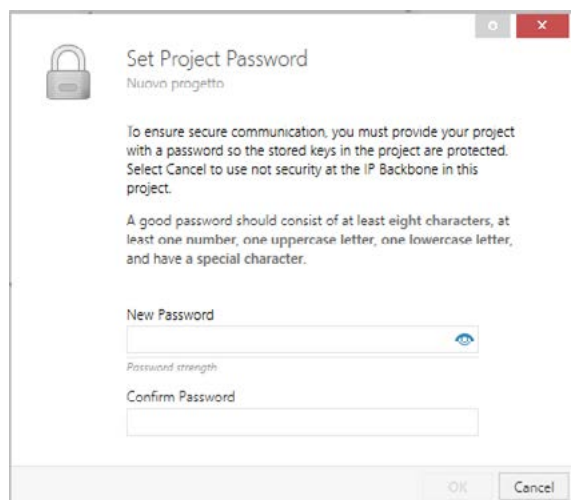 Set Project Password
Nuovo progetto
To ensure secure communication, you must provide your project
with a password so the stored keys in the project are protected.
Select Cancel to use not security at the IP Backbone in this
project.
A good password should consist of at least eight characters, at
least one number, one uppercase letter, one lowercase letter,
and have a special character.
New Password
Password strength
Confirm Password
OK
Cancel